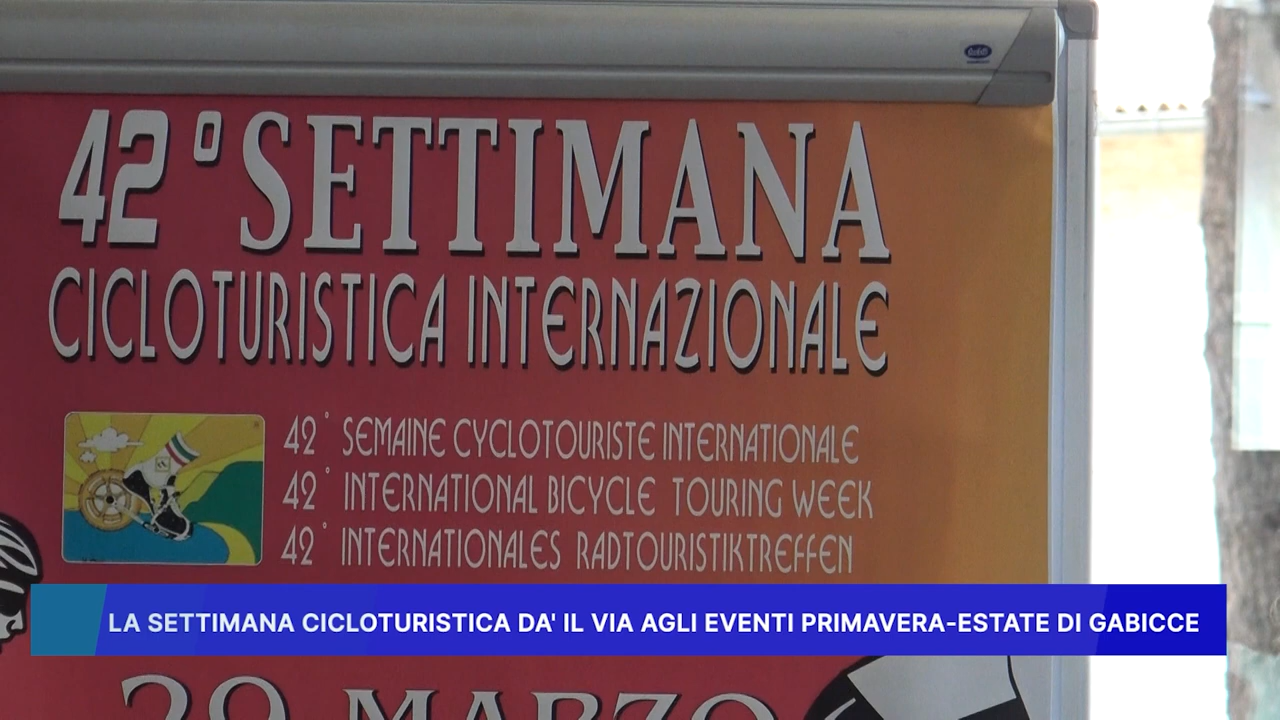 42° SETTIMANA
CICLOTURISTICA INTERNAZIONALE
42° SEMAINE CYCLOTOURISTE INTERNATIONALE
42° INTERNATIONAL BICYCLE TOURING WEEK
42° INTERNATIONALES RADTOURISTIKTREFFEN
LA SETTIMANA CICLOTURISTICA DA' IL VIA AGLI EVENTI PRIMAVERA-ESTATE DI GABICCE
MARZO